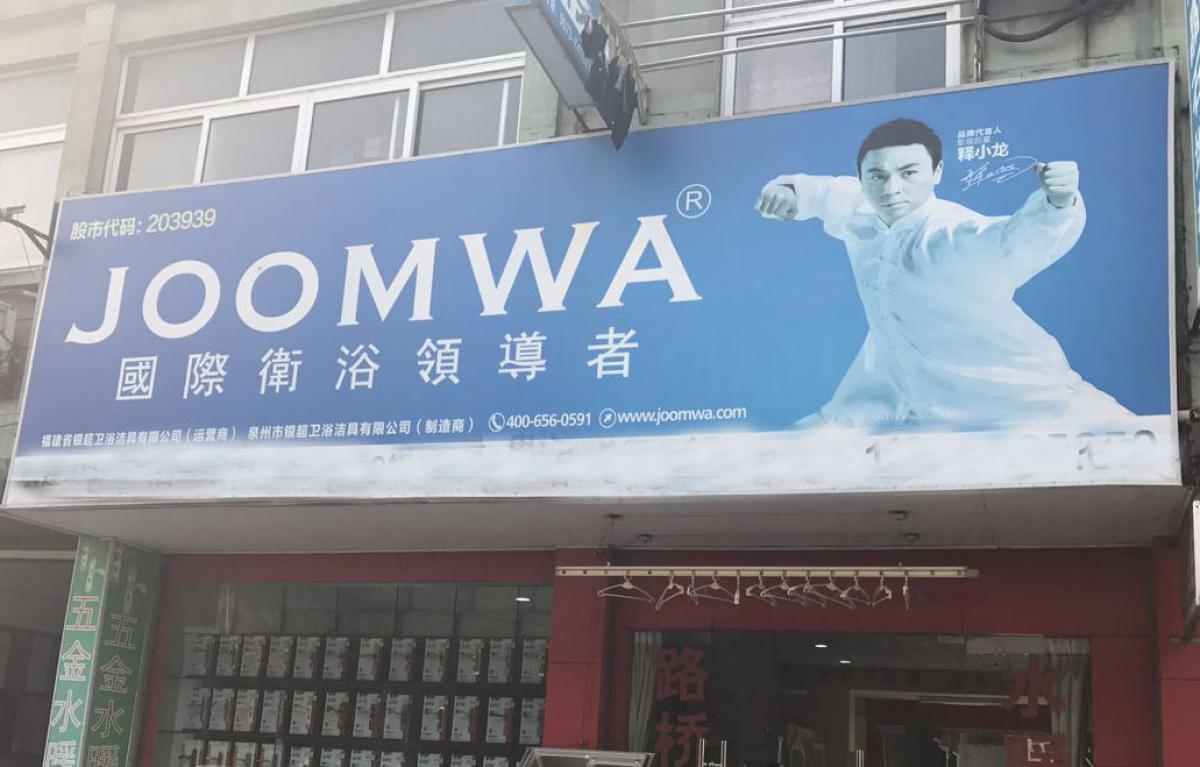 股市代码：203939
JOOMWA®
國際衛浴領導者
福建省银超卫浴洁具有限公司（运营商） 泉州市银超卫浴洁具有限公司（制造商） 400-656-0591 www.joomwa.com
品牌代言人
影视巨星
释小龙
五金水暖
五金水暖
路桥
水